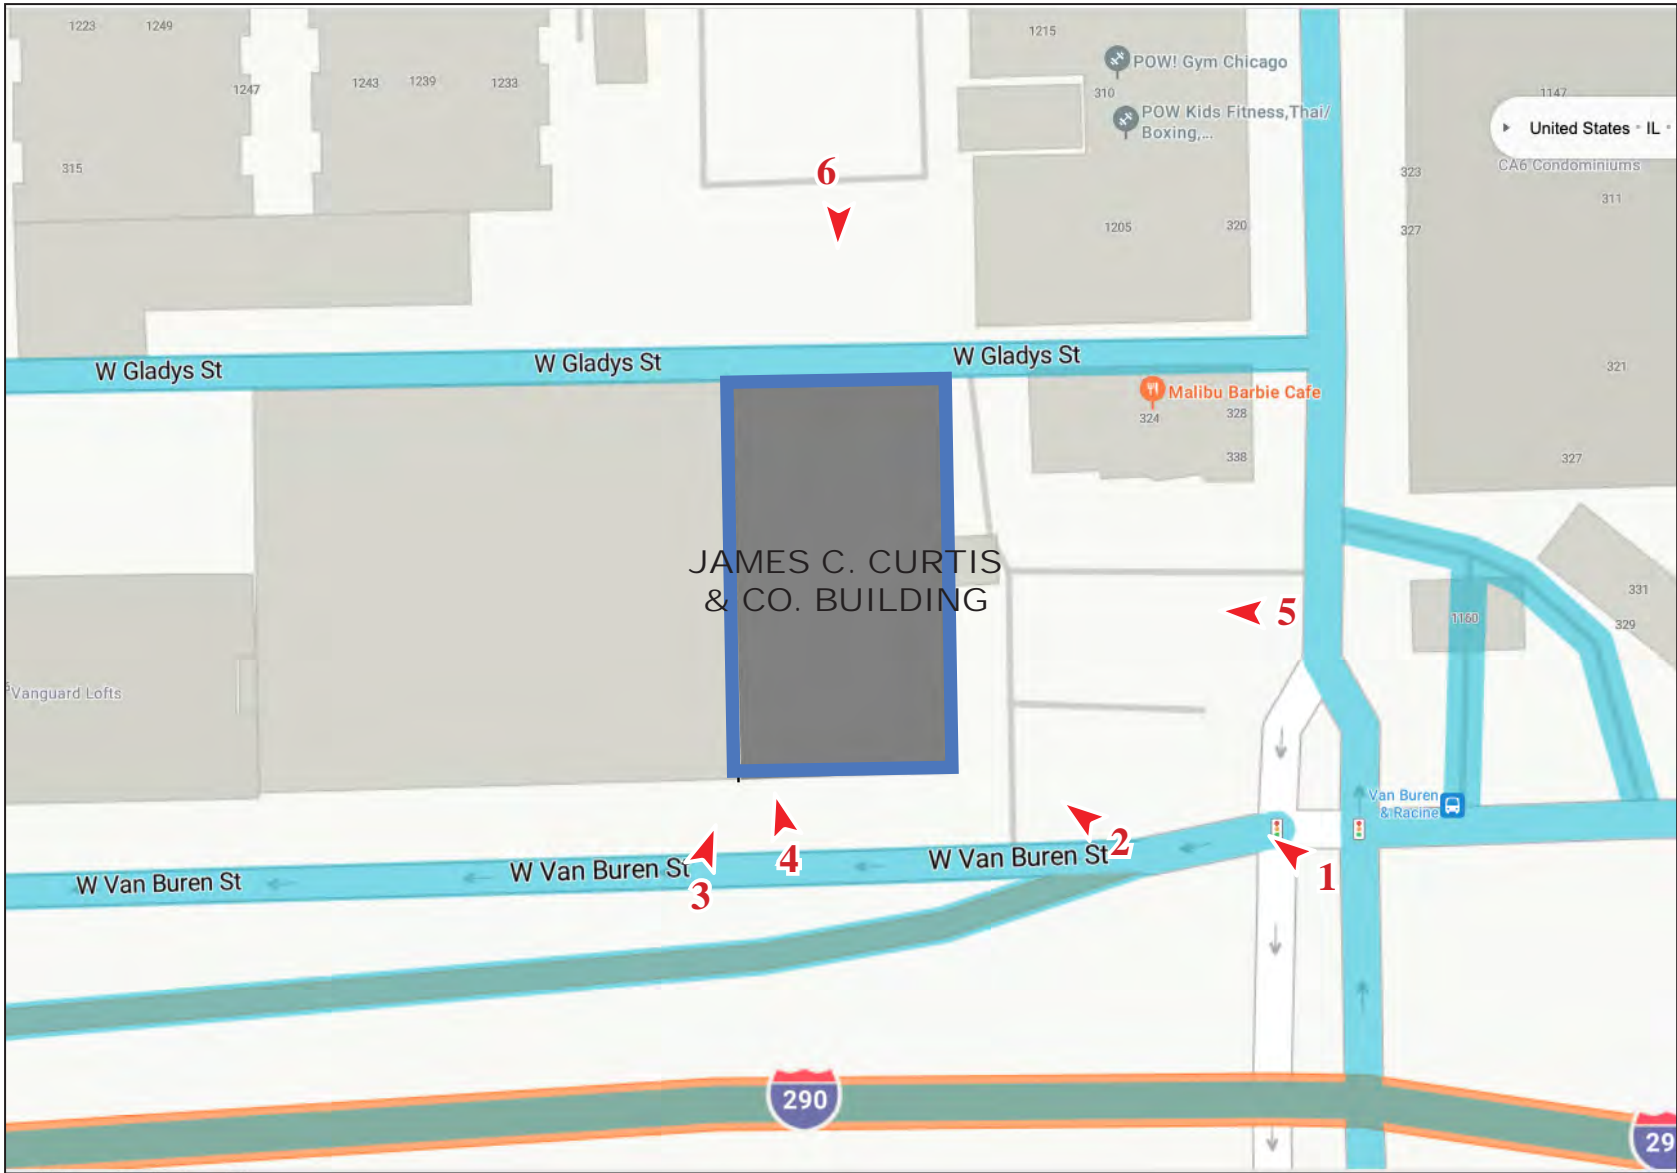 1223
1249
1215
POW! Gym Chicago
1247
1243
1239
1233
310
1147
POW Kids Fitness,Thai/
Boxing,...
United States · IL ·
315
6
CA6 Condominiums
323
311
1205
320
327
W Gladys St
W Gladys St
W Gladys St
321
Malibu Barbie Cafe
324
328
338
327
JAMES C. CURTIS
& CO. BUILDING
5
331
1160
329
Vanguard Lofts
Van Buren
& Racine
2
4
1
3
W Van Buren St
W Van Buren St
W Van Buren St
290
29